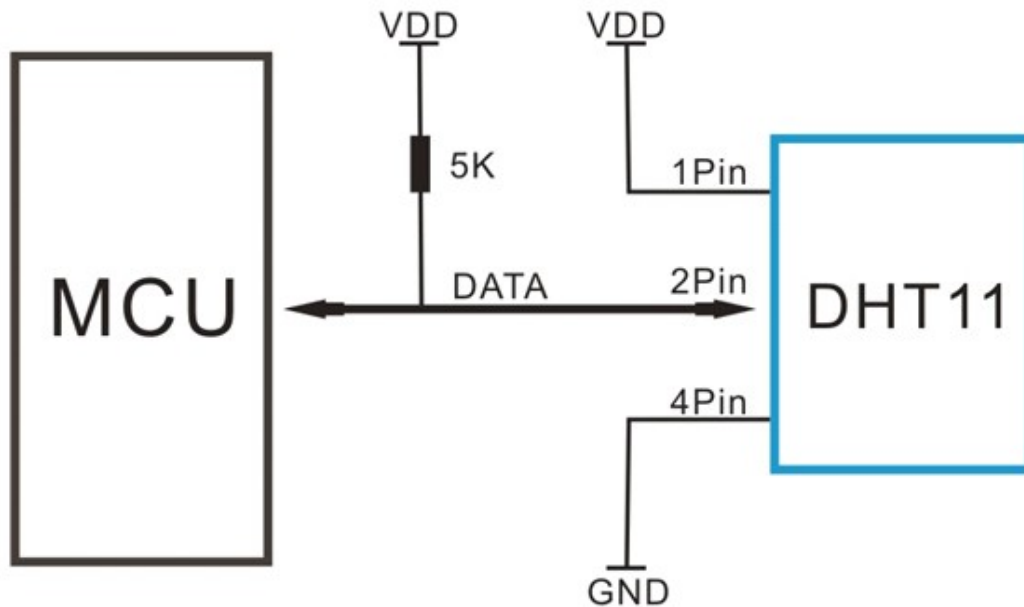 VDD
VDD
5K
1Pin
DATA
2Pin
MCU
DHT11
4Pin
GND